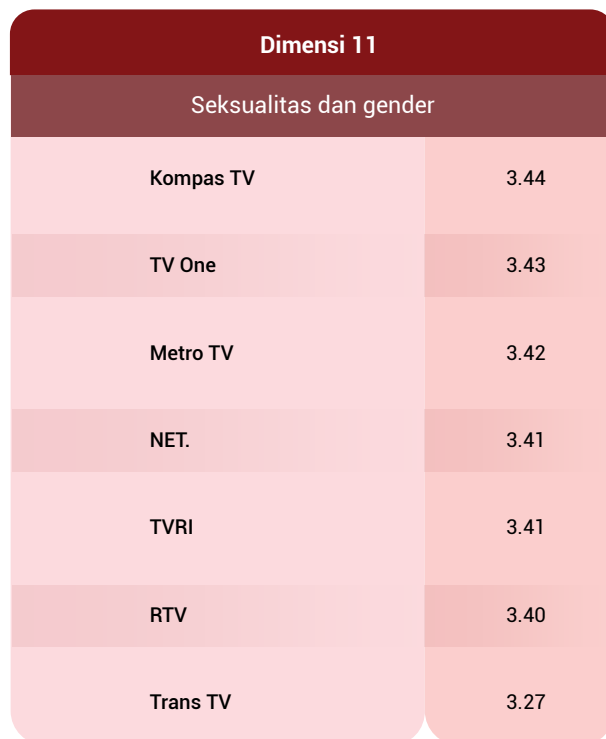 Dimensi 11
Seksualitas dan gender
Kompas TV 3.44
TV One 3.43
Metro TV 3.42
NET. 3.41
TVRI 3.41
RTV 3.40
Trans TV 3.27